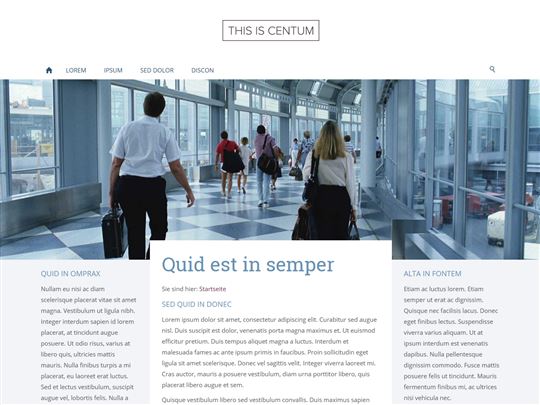 THIS IS CENTUM
LOREM IPSUM SED DOLOR DISCON
QUID IN OMPRAX
Nullam eu nisi ac diam
scelerisque placerat vitae sit amet
magna. Vestibulum ut ligula nibh.
Integer interdum sapien id lorem
placerat, at tincidunt augue
posuere. Ut odio risus, varius at
libero quis, ultricies mattis
mauris. Nulla finibus turpis a mi
placerat, eu hendrerit erat luctus.
Sed et lectus vestibulum, suscipit
augue vel, lobortis libero. Nulla a
Quid est in semper
Sie sind hier: Startseite
SED QUID IN DONEC
Lorem ipsum dolor sit amet, consectetur adipiscing elit. Curabitur sed augue
nisl. Duis suscipit est dolor, venenatis porta magna maximus et. Ut euismod
efficitur pretium. Duis tempus aliquet magna a luctus. Interdum et
malesuada fames ac ante ipsum primis in faucibus. Proin sollicitudin eget
erat sit amet scelerisque. Donec vel sagittis velit. Integer viverra laoreet mi.
Cras auctor, mauris a posuere vestibulum, diam urna porttitor libero, quis
placerat libero augue et sem.
Quisque vestibulum libero maximus est convallis, vel egestas arcu rutrum. Sed
ALTA IN FONTEM
Etiam ac luctus lorem. Etiam
semper ut erat ac dignissim.
Quisque nec facilisis lacus. Donec
eget finibus lectus. Suspendisse
viverra varius aliquam. Ut at
ipsum interdum est venenatis
dapibus. Nulla pellentesque
dignissim commodo. Fusce mattis
posuere felis ut tincidunt. Mauris
fermentum finibus mi, ac ultrices
nisi vehicula nec.